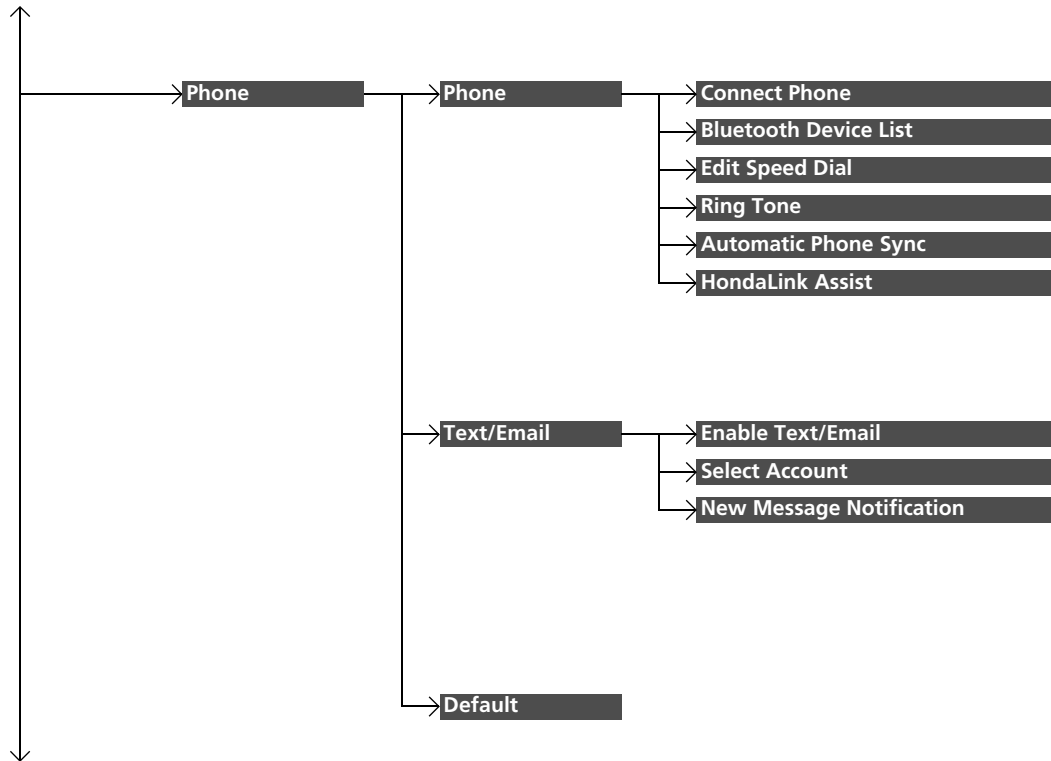 Phone
Phone
Connect Phone
Bluetooth Device List
Edit Speed Dial
Ring Tone
Automatic Phone Sync
HondaLink Assist
Text/Email
Enable Text/Email
Select Account
New Message Notification
Default